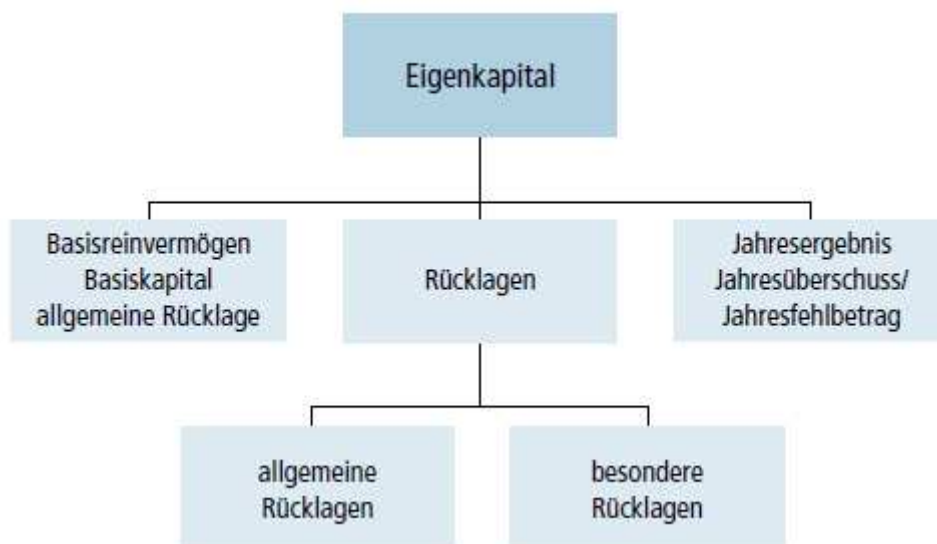 Eigenkapital
Basisreinvermögen
Basiskapital
allgemeine Rücklage
Rücklagen
Jahresergebnis
Jahresüberschuss/
Jahresfehlbetrag
allgemeine
Rücklagen
besondere
Rücklagen